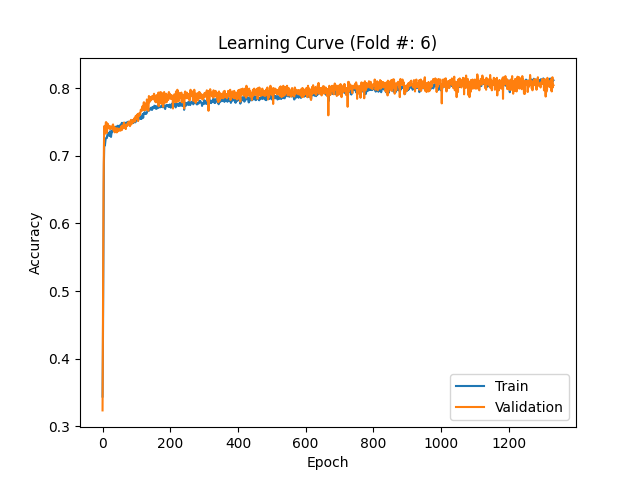 Learning Curve (Fold #: 6)
0.8
0.7
0.6
0.5
0.4
0.3
Accuracy
0 200 400 600 800 1000 1200
Epoch
Train
Validation